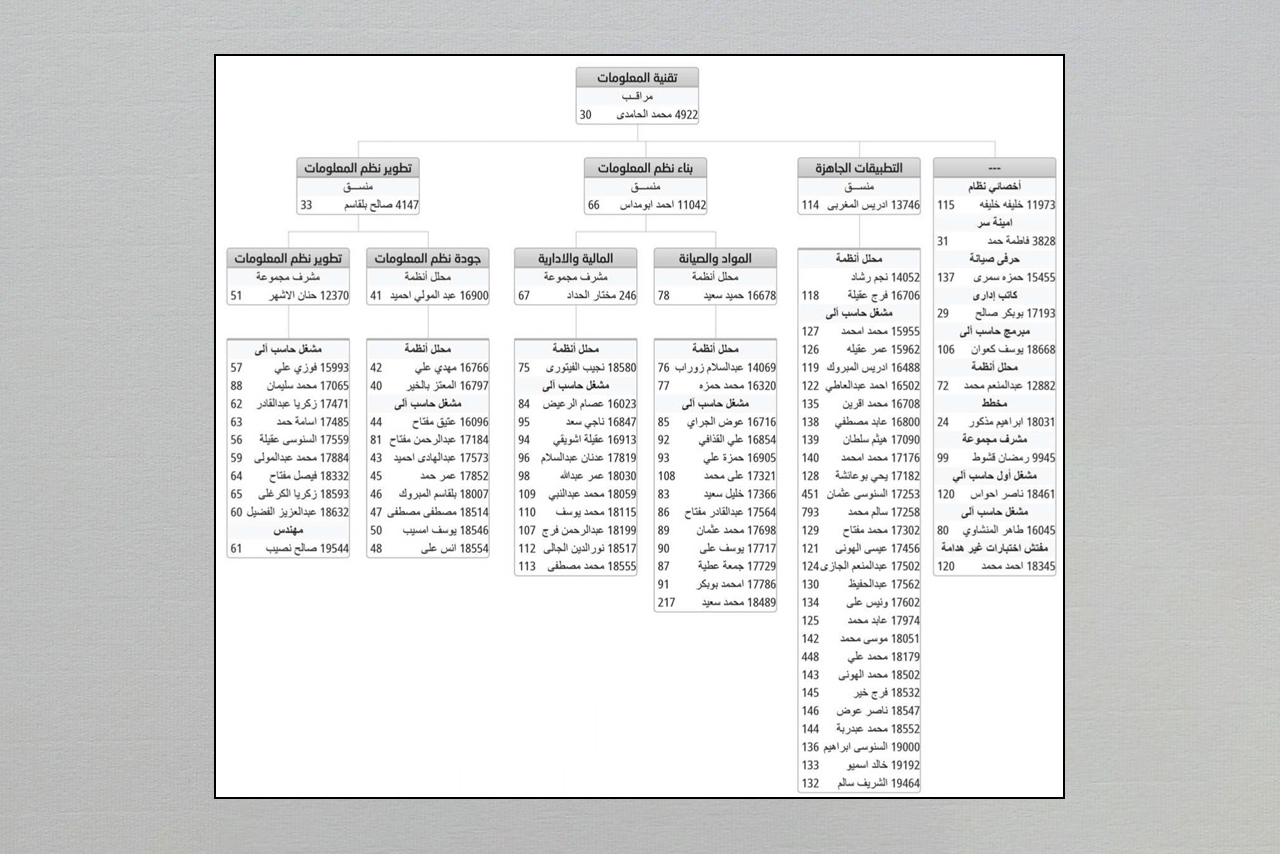 تقنية المعلومات
مراقـب
4922 محمد الحامدى 30
---
أخصائي نظام
11973 خليفه خليفه 115
امينة سر
3828 فاطمة حمد 31
حرفى صيانة
15455 حمزه سمرى 137
كاتب إدارى
17193 بوبكر صالح 29
مبرمج حاسب آلى
18668 يوسف كعوان 106
محلل أنظمة
12882 عبدالمنعم محمد 72
مخطط
18031 ابراهيم مذكور 24
مشرف مجموعة
9945 رمضان قشوط 99
مشغل أول حاسب آلي
18461 ناصر احواس 120
مشغل حاسب آلى
16045 طاهر المنشاوي 80
مفتش اختبارات غير هدامة
18345 احمد محمد 120
التطبيقات الجاهزة
منســـق
13746 ادريس المغربى 114
محلل أنظمة
14052 نجم رشاد
16706 فرج عقيلة 118
مشغل حاسب آلى
15955 محمد امحمد 127
15962 عمر عقيله 126
16488 ادريس المبروك 119
16502 احمد عبدالعاطي 122
16708 محمد اقرين 135
16800 عابد مصطفي 138
17090 هيثم سلطان 139
17176 محمد امحمد 140
17182 يحي بوعائشة 128
17253 السنوسى عثمان 451
17258 سالم محمد 793
17302 محمد مفتاح 129
17456 عيسى الهونى 121
17502 عبدالمنعم الجازى 124
17562 عبدالحفيظ 130
17602 ونيس على 134
17974 عابد محمد 125
18051 موسى محمد 142
18179 محمد علي 448
18502 محمد الهونى 143
18532 فرج خير 145
18547 ناصر عوض 146
18552 محمد عبدربة 144
19000 السنوسى ابراهيم 136
19192 خالد اسميو 133
19464 الشريف سالم 132
بناء نظم المعلومات
منســـق
11042 احمد ابومداس 66
المواد والصيانة
محلل أنظمة
16678 حميد سعيد 78
محلل أنظمة
14069 عبدالسلام زوراب 76
16320 محمد حمزه 77
مشغل حاسب آلى
16716 عوض الجراي 85
16854 علي القذافي 92
16905 حمزة علي 93
17321 على محمد 108
17366 خليل سعيد 83
17564 عبدالقادر مفتاح 86
17698 محمد عثمان 89
17717 يوسف على 90
17729 جمعة عطية 87
17786 امحمد بوبكر 91
18489 محمد سعيد 217
المالية والادارية
مشرف مجموعة
246 مختار الحداد 67
محلل أنظمة
18580 نجيب الفيتورى 75
مشغل حاسب آلى
16023 عصام الرعيض 84
16847 ناجي سعد 95
16913 عقيلة اشويقي 94
17819 عدنان عبدالسلام 96
18030 عمر عبدالله 98
18059 محمد عبدالنبي 109
18115 محمد يوسف 110
18199 عبدالرحمن فرج 107
18517 نورالدين الجالى 112
18555 محمد مصطفى 113
تطوير نظم المعلومات
منســـق
4147 صالح بلقاسم 33
جودة نظم المعلومات
محلل أنظمة
16900 عبد المولي احميد 41
محلل أنظمة
16766 مهدي علي 42
16797 المعتز بالخير 40
مشغل حاسب آلى
16096 عتيق مفتاح 44
17184 عبدالرحمن مفتاح 81
17573 عبدالهادى احميد 43
17852 عمر حمد 45
18007 بلقاسم المبروك 46
18514 مصطفى مصطفى 47
18546 يوسف امسيب 50
18554 انس على 48
تطوير نظم المعلومات
مشرف مجموعة
12370 حنان الاشهر 51
مشغل حاسب آلى
15993 فوزي علي 57
17065 محمد سليمان 88
17471 زكريا عبدالقادر 62
17485 اسامة حمد 63
17559 السنوسى عقيلة 56
17884 محمد عبدالمولى 59
18332 فيصل مفتاح 64
18593 زكريا الكرغلى 65
18632 عبدالعزيز الفضيل 60
مهندس
19544 صالح نصيب 61